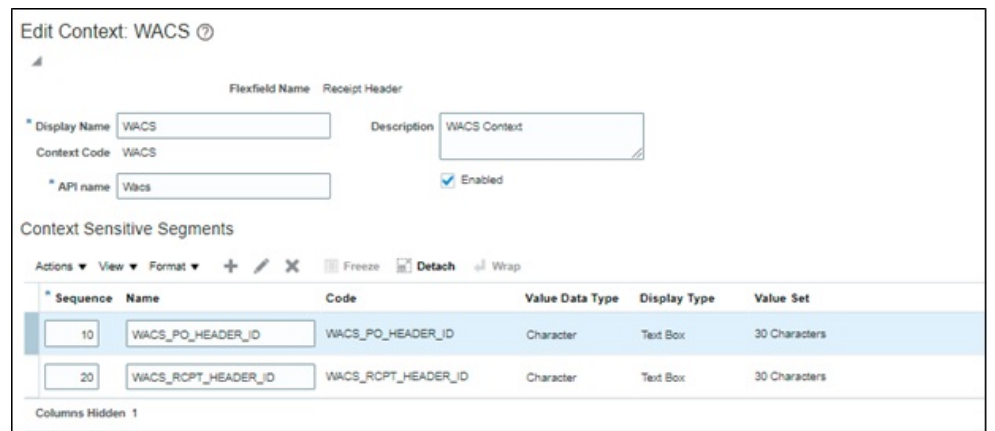 Edit Context: WACS ?
Flexfield Name Receipt Header
* Display Name WACS Description WACS Context
Context Code WACS
* API name Wacs Enabled
Context Sensitive Segments
Actions View Format Freeze Detach Wrap
* Sequence Name Code Value Data Type Display Type Value Set
10 WACS_PO_HEADER_ID WACS_PO_HEADER_ID Character Text Box 30 Characters
20 WACS_RCPT_HEADER_ID WACS_RCPT_HEADER_ID Character Text Box 30 Characters
Columns Hidden 1